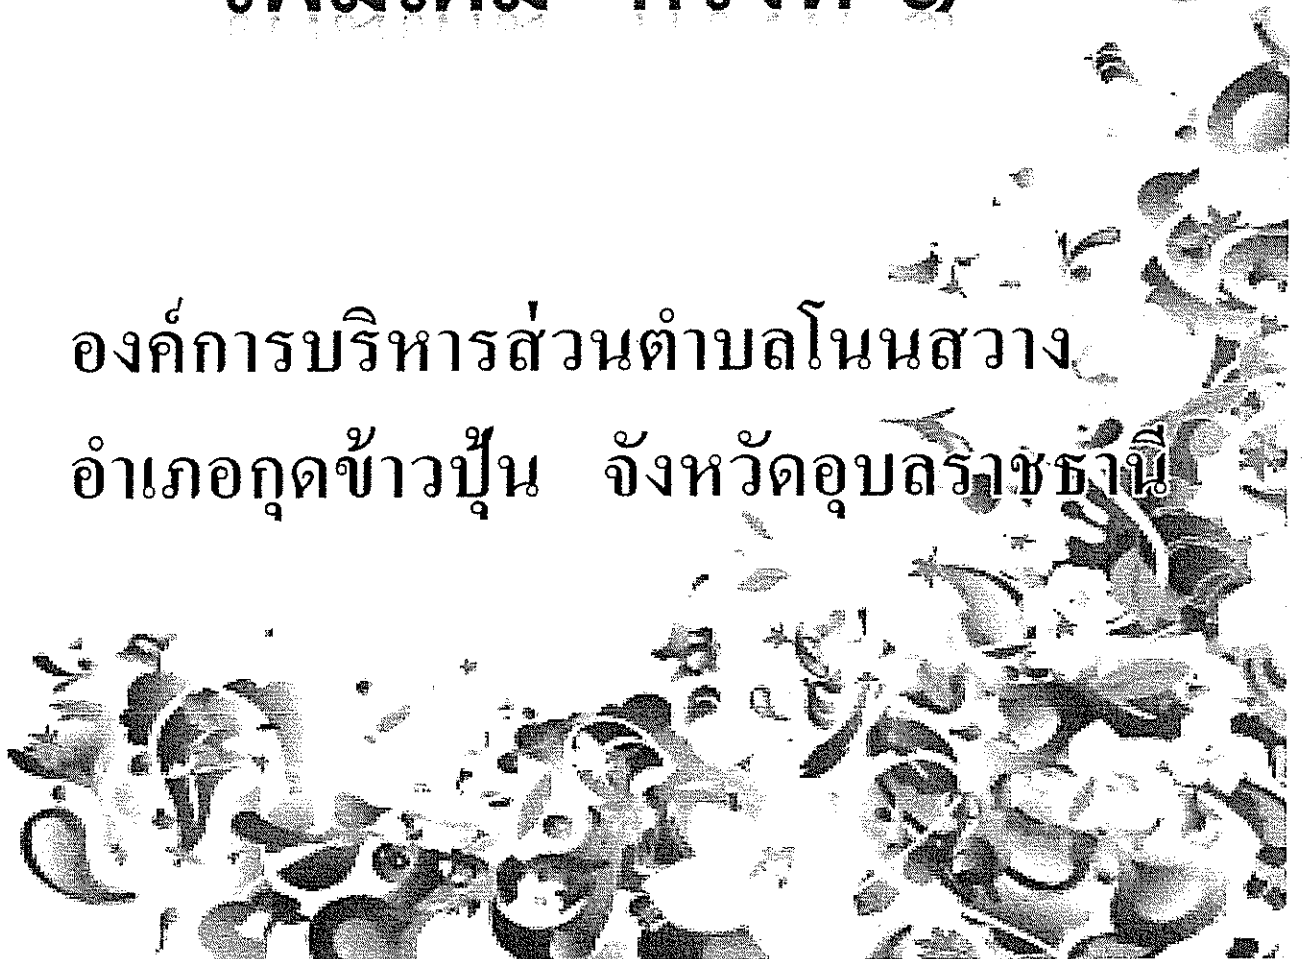 องค์การบริหารส่วนตำบลโนนสวาง
อำเภอกุดข้าวปุ้น จังหวัดอุบลราชธานี